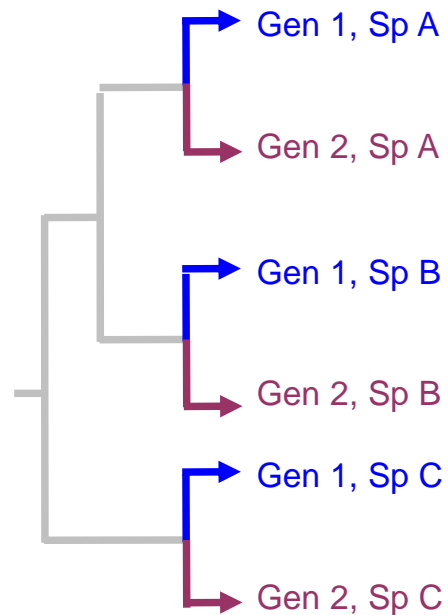 Gen 1, Sp A
Gen 2, Sp A
Gen 1, Sp B
Gen 2, Sp B
Gen 1, Sp C
Gen 2, Sp C